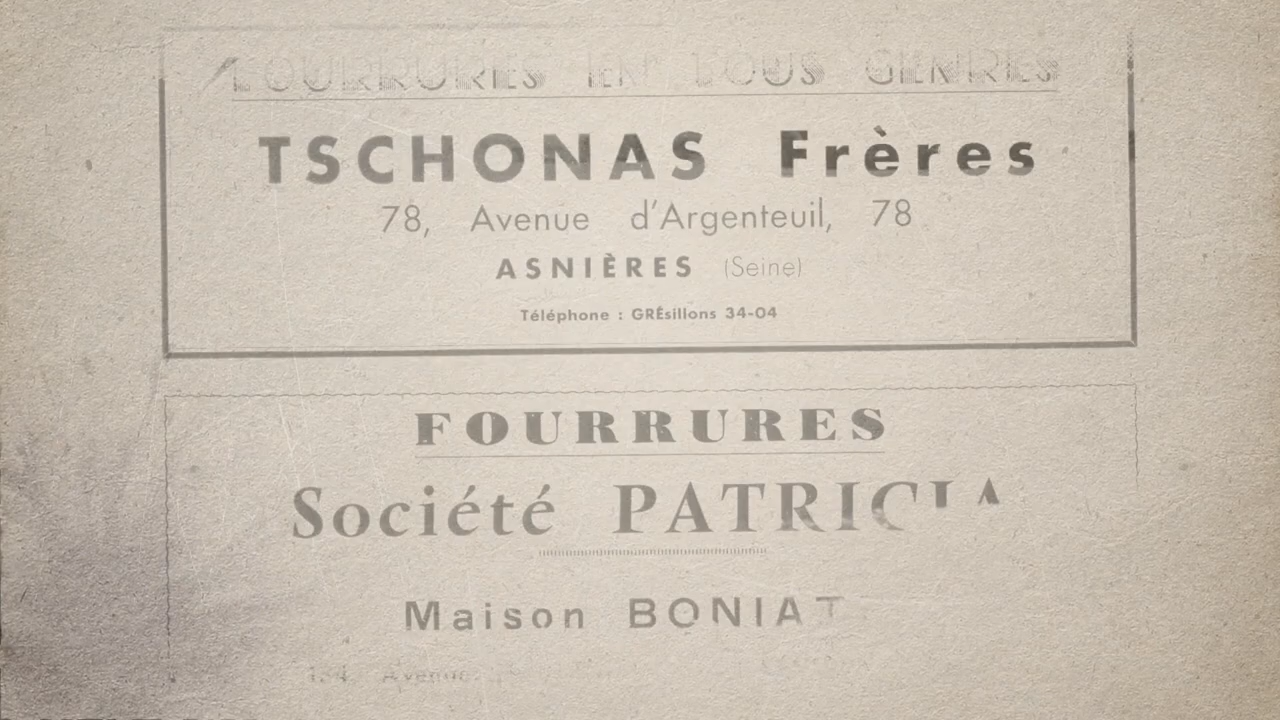 FOURRURES EN TOUS GENRES
TSCHONAS Frères
78, Avenue d'Argenteuil, 78
ASNIÈRES (Seine)
Téléphone : GRÉsillons 34-04
FOURRURES
Société PATRICIA
Maison BONIAT
Avenue